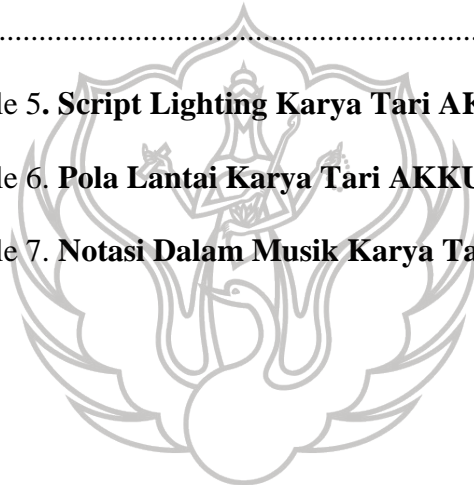 ................................................................
le 5. Script Lighting Karya Tari AK
le 6. Pola Lantai Karya Tari AKKU
le 7. Notasi Dalam Musik Karya Ta